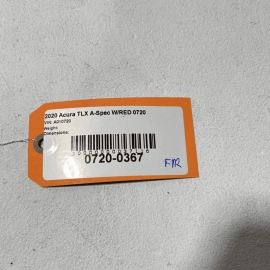 2020 Acura TLX A-Spec W/RED 0720
VIN: A010720
Weight:
Dimensions:
0720-0367